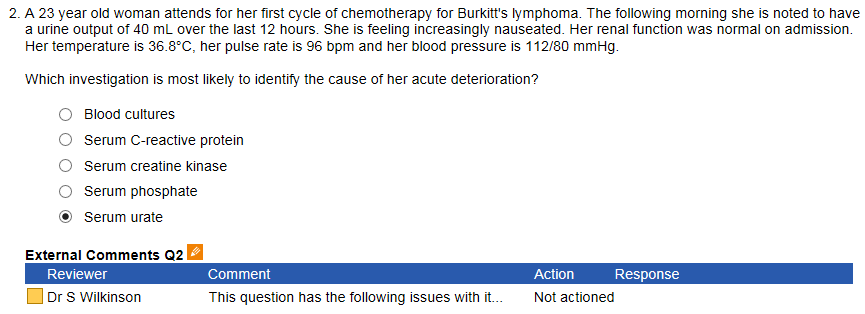 2. A 23 year old woman attends for her first cycle of chemotherapy for Burkitt's lymphoma. The following morning she is noted to have
a urine output of 40 mL over the last 12 hours. She is feeling increasingly nauseated. Her renal function was normal on admission.
Her temperature is 36.8°C, her pulse rate is 96 bpm and her blood pressure is 112/80 mmHg.
Which investigation is most likely to identify the cause of her acute deterioration?
Blood cultures
Serum C-reactive protein
Serum creatine kinase
Serum phosphate
Serum urate
External Comments Q2
Reviewer Comment Action Response
Dr S Wilkinson This question has the following issues with it... Not actioned